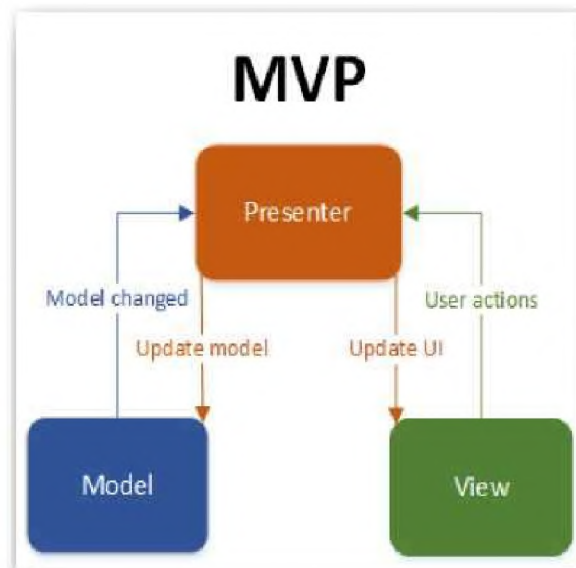 MVP
Presenter
Model changed
User actions
Update model
Update UI
Model
View